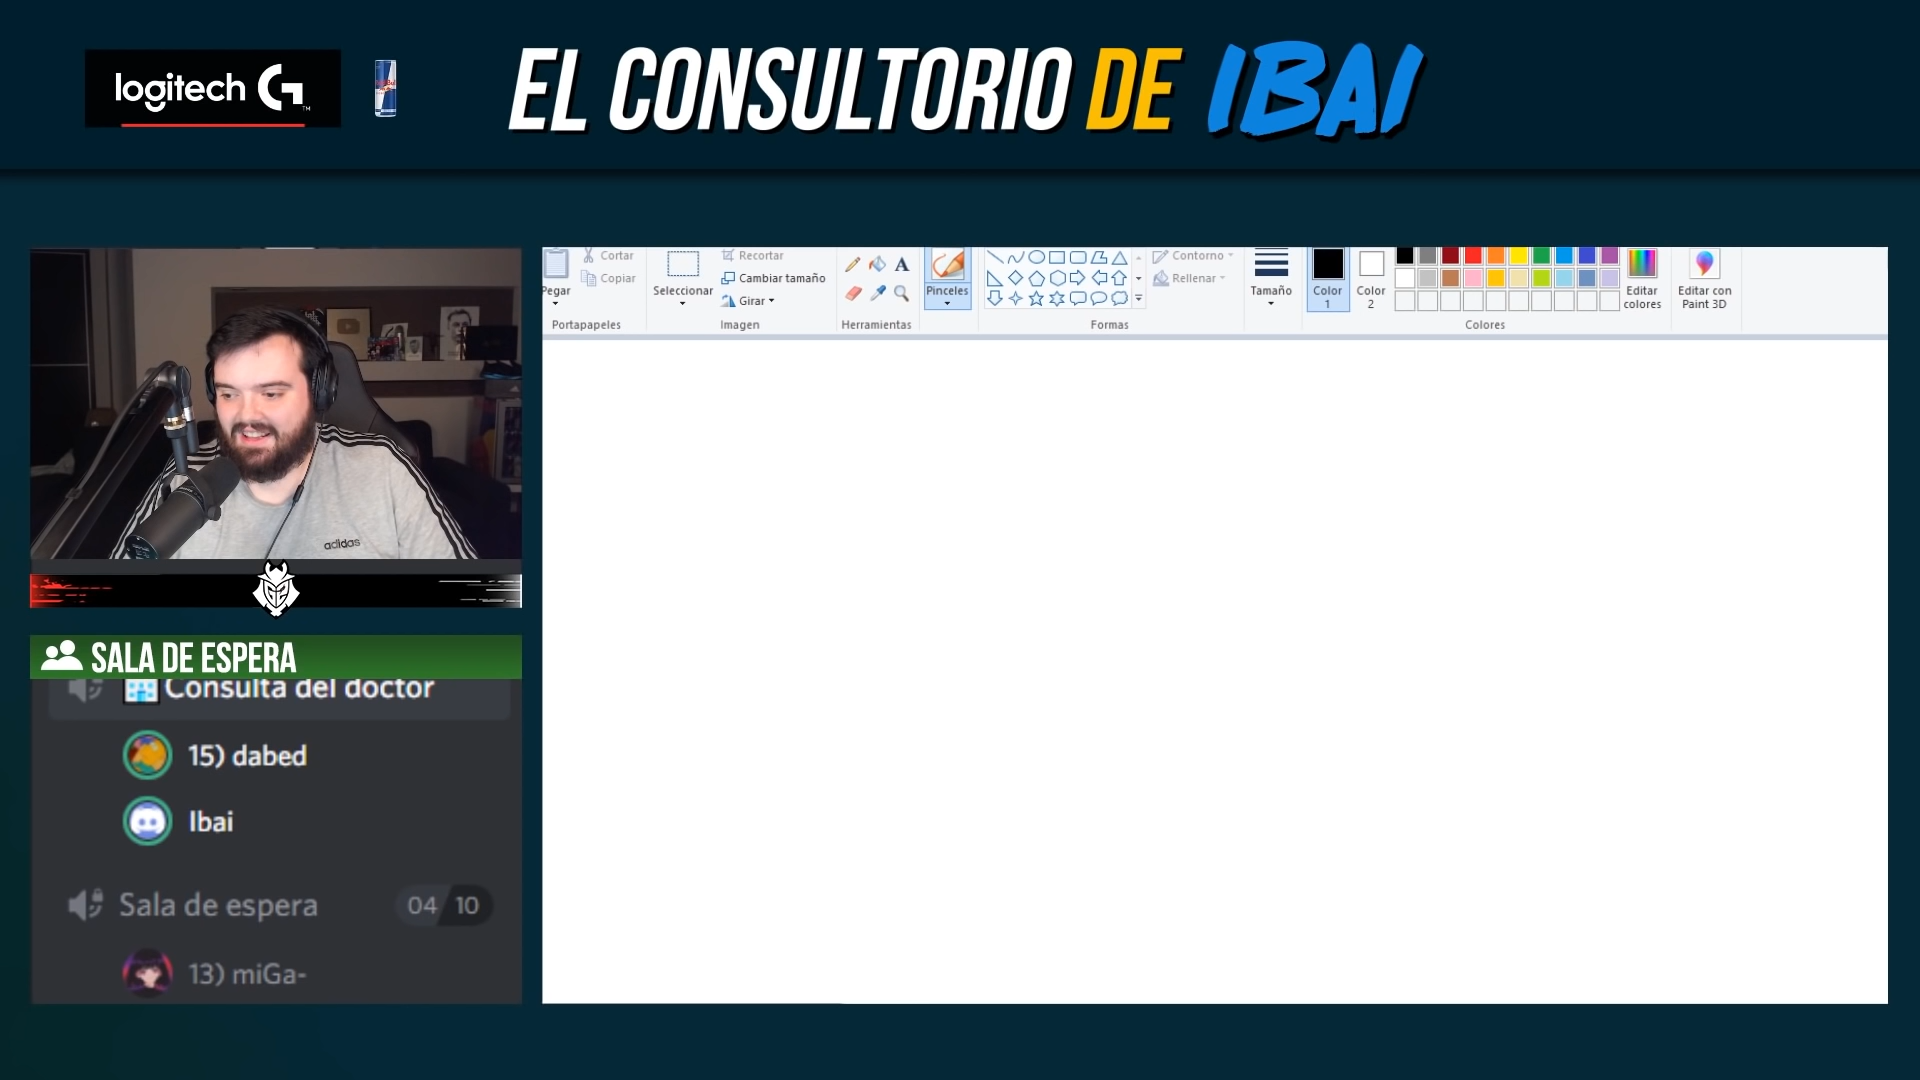 logitech G
TM
EL CONSULTORIO DE IBAI
Pegar
Cortar
Copiar
Portapapeles
Seleccionar
Recortar
Cambiar tamaño
Girar
Imagen
A
Herramientas
Pinceles
Contorno
Rellenar
Formas
Tamaño
Color 1
Color 2
Editar colores
Editar con Paint 3D
Colores
adidas
SALA DE ESPERA
Consulta del doctor
15) dabed
Ibai
Sala de espera 04 10
13) miGa-